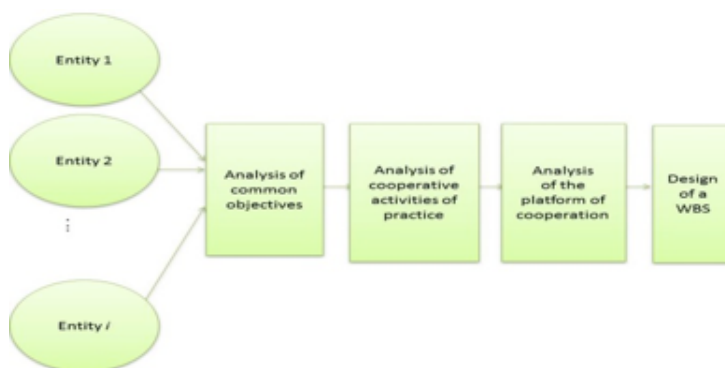 Entity 1
Entity 2
⋮
Entity i
Analysis of
common
objectives
Analysis of
cooperative
activities of
practice
Analysis
of the
platform of
cooperation
Design
of a
WBS